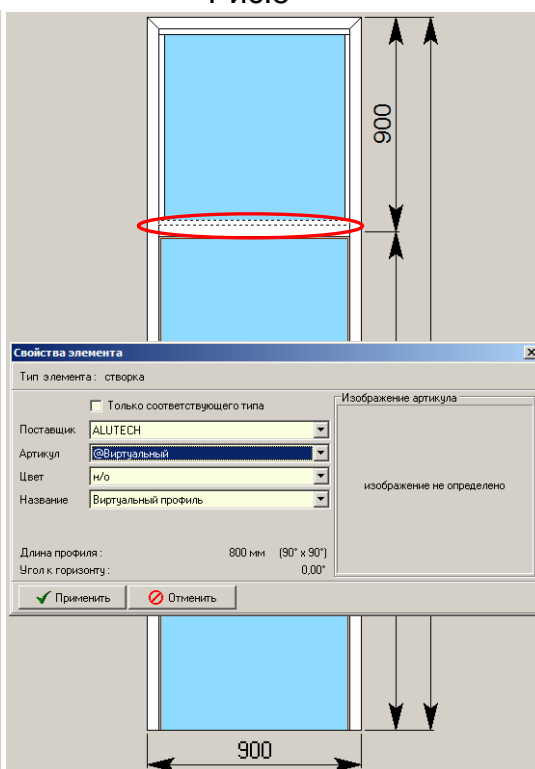 900
Свойства элемента
Тип элемента: створка
Только соответствующего типа
Поставщик ALUTECH
Артикул @Виртуальный
Цвет н/о
Название Виртуальный профиль
Изображение артикула
изображение не определено
Длина профиля: 800 мм (90° x 90°)
Угол к горизонту: 0,00°
Применить Отменить
900